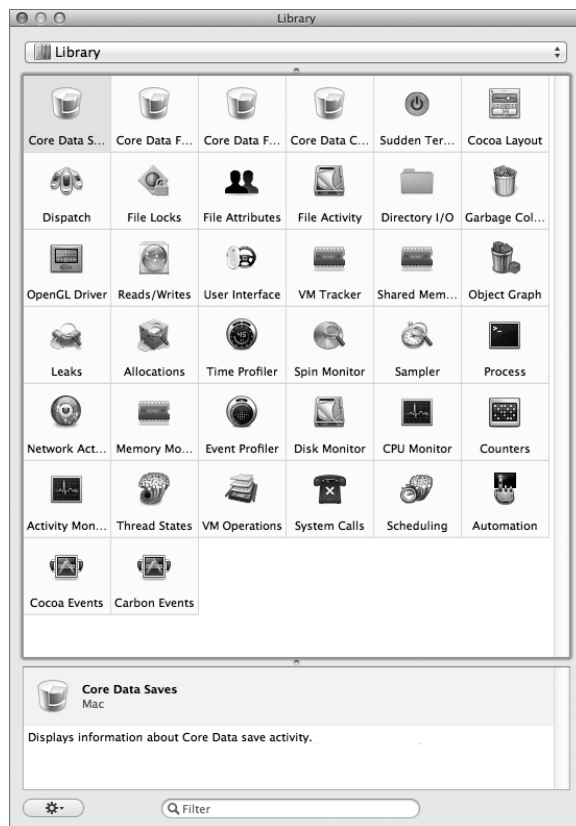 Library
Library
Core Data S... Core Data F... Core Data F... Core Data C... Sudden Ter... Cocoa Layout
Dispatch File Locks File Attributes File Activity Directory I/O Garbage Col...
OpenGL Driver Reads/Writes User Interface VM Tracker Shared Mem... Object Graph
45
Leaks Allocations Time Profiler Spin Monitor Sampler Process
Network Act... Memory Mo... Event Profiler Disk Monitor CPU Monitor Counters
Activity Mon... Thread States VM Operations System Calls Scheduling Automation
Cocoa Events Carbon Events
Core Data Saves
Mac
Displays information about Core Data save activity.
Filter